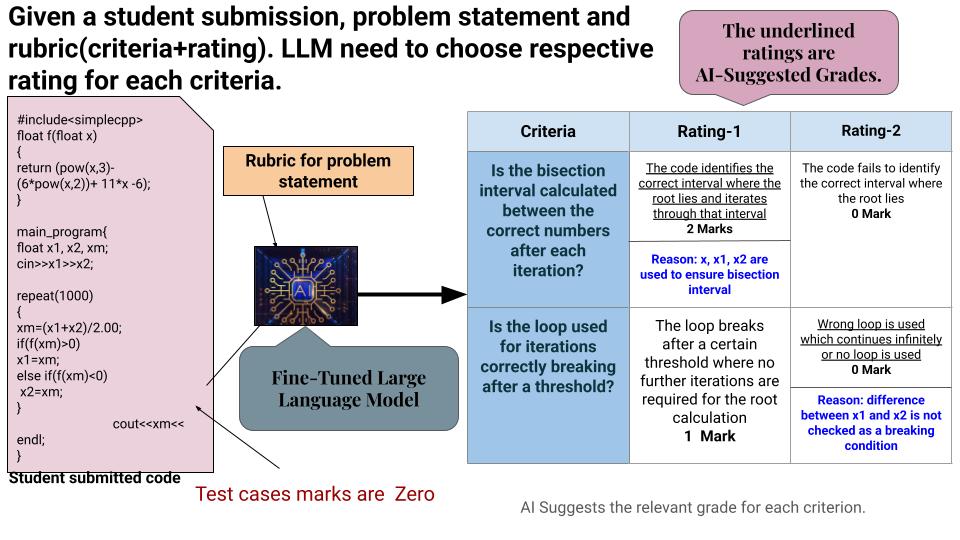 Given a student submission, problem statement and
rubric(criteria+rating). LLM need to choose respective
rating for each criteria.
The underlined
ratings are
AI-Suggested Grades.
#include<simplecpp>
float f(float x)
{
return (pow(x,3)-
(6*pow(x,2))+ 11*x -6);
}
main_program{
float x1, x2, xm;
cin>>x1>>x2;
repeat(1000)
{
xm=(x1+x2)/2.00;
if(f(xm)>0)
x1=xm;
else if(f(xm)<0)
x2=xm;
}
cout<<xm<<
endl;
}
Student submitted code
Rubric for problem
statement
AI
Fine-Tuned Large
Language Model
Test cases marks are Zero
Criteria
Rating-1
Rating-2
Is the bisection
interval calculated
between the
correct numbers
after each
iteration?
The code identifies the
correct interval where the
root lies and iterates
through that interval
2 Marks
Reason: x, x1, x2 are
used to ensure bisection
interval
The code fails to identify
the correct interval where
the root lies
0 Mark
Is the loop used
for iterations
correctly breaking
after a threshold?
The loop breaks
after a certain
threshold where no
further iterations are
required for the root
calculation
1 Mark
Wrong loop is used
which continues infinitely
or no loop is used
0 Mark
Reason: difference
between x1 and x2 is not
checked as a breaking
condition
AI Suggests the relevant grade for each criterion.